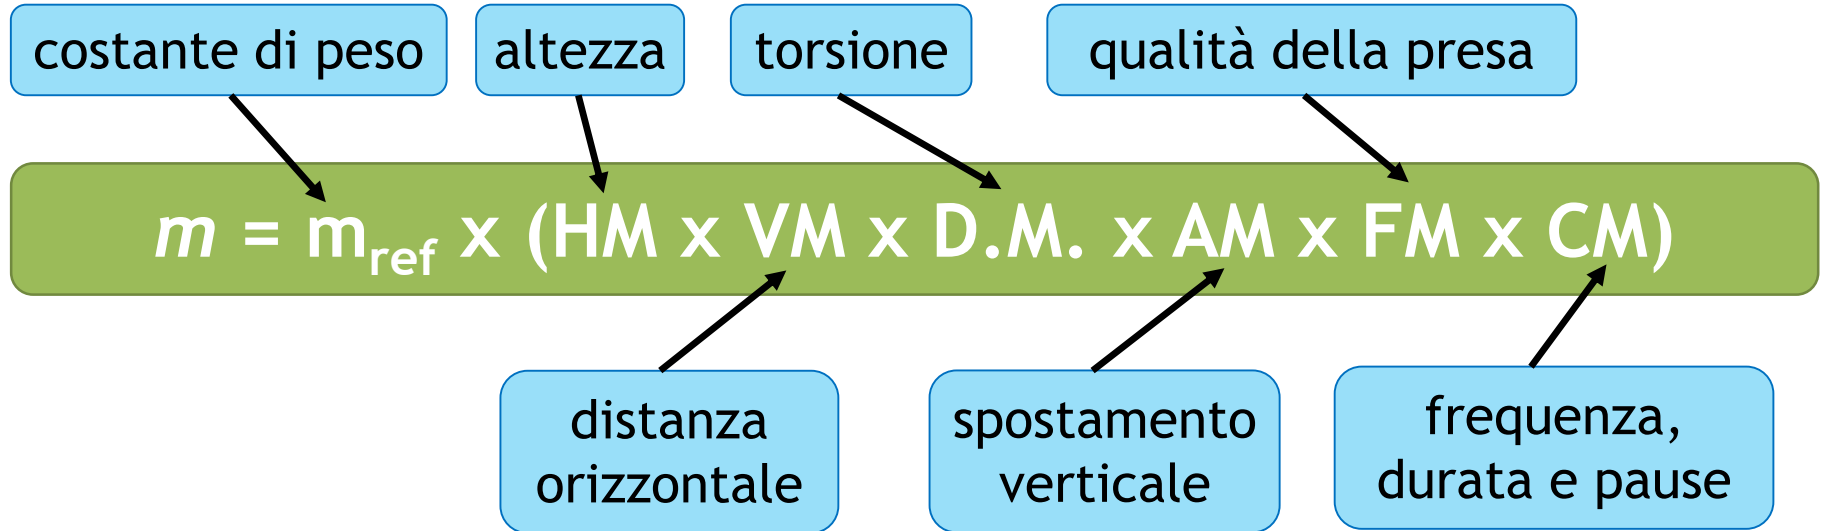 costante di peso
altezza
torsione
qualità della presa
m = mref x (HM x VM x D.M. x AM x FM x CM)
distanza
orizzontale
spostamento
verticale
frequenza,
durata e pause